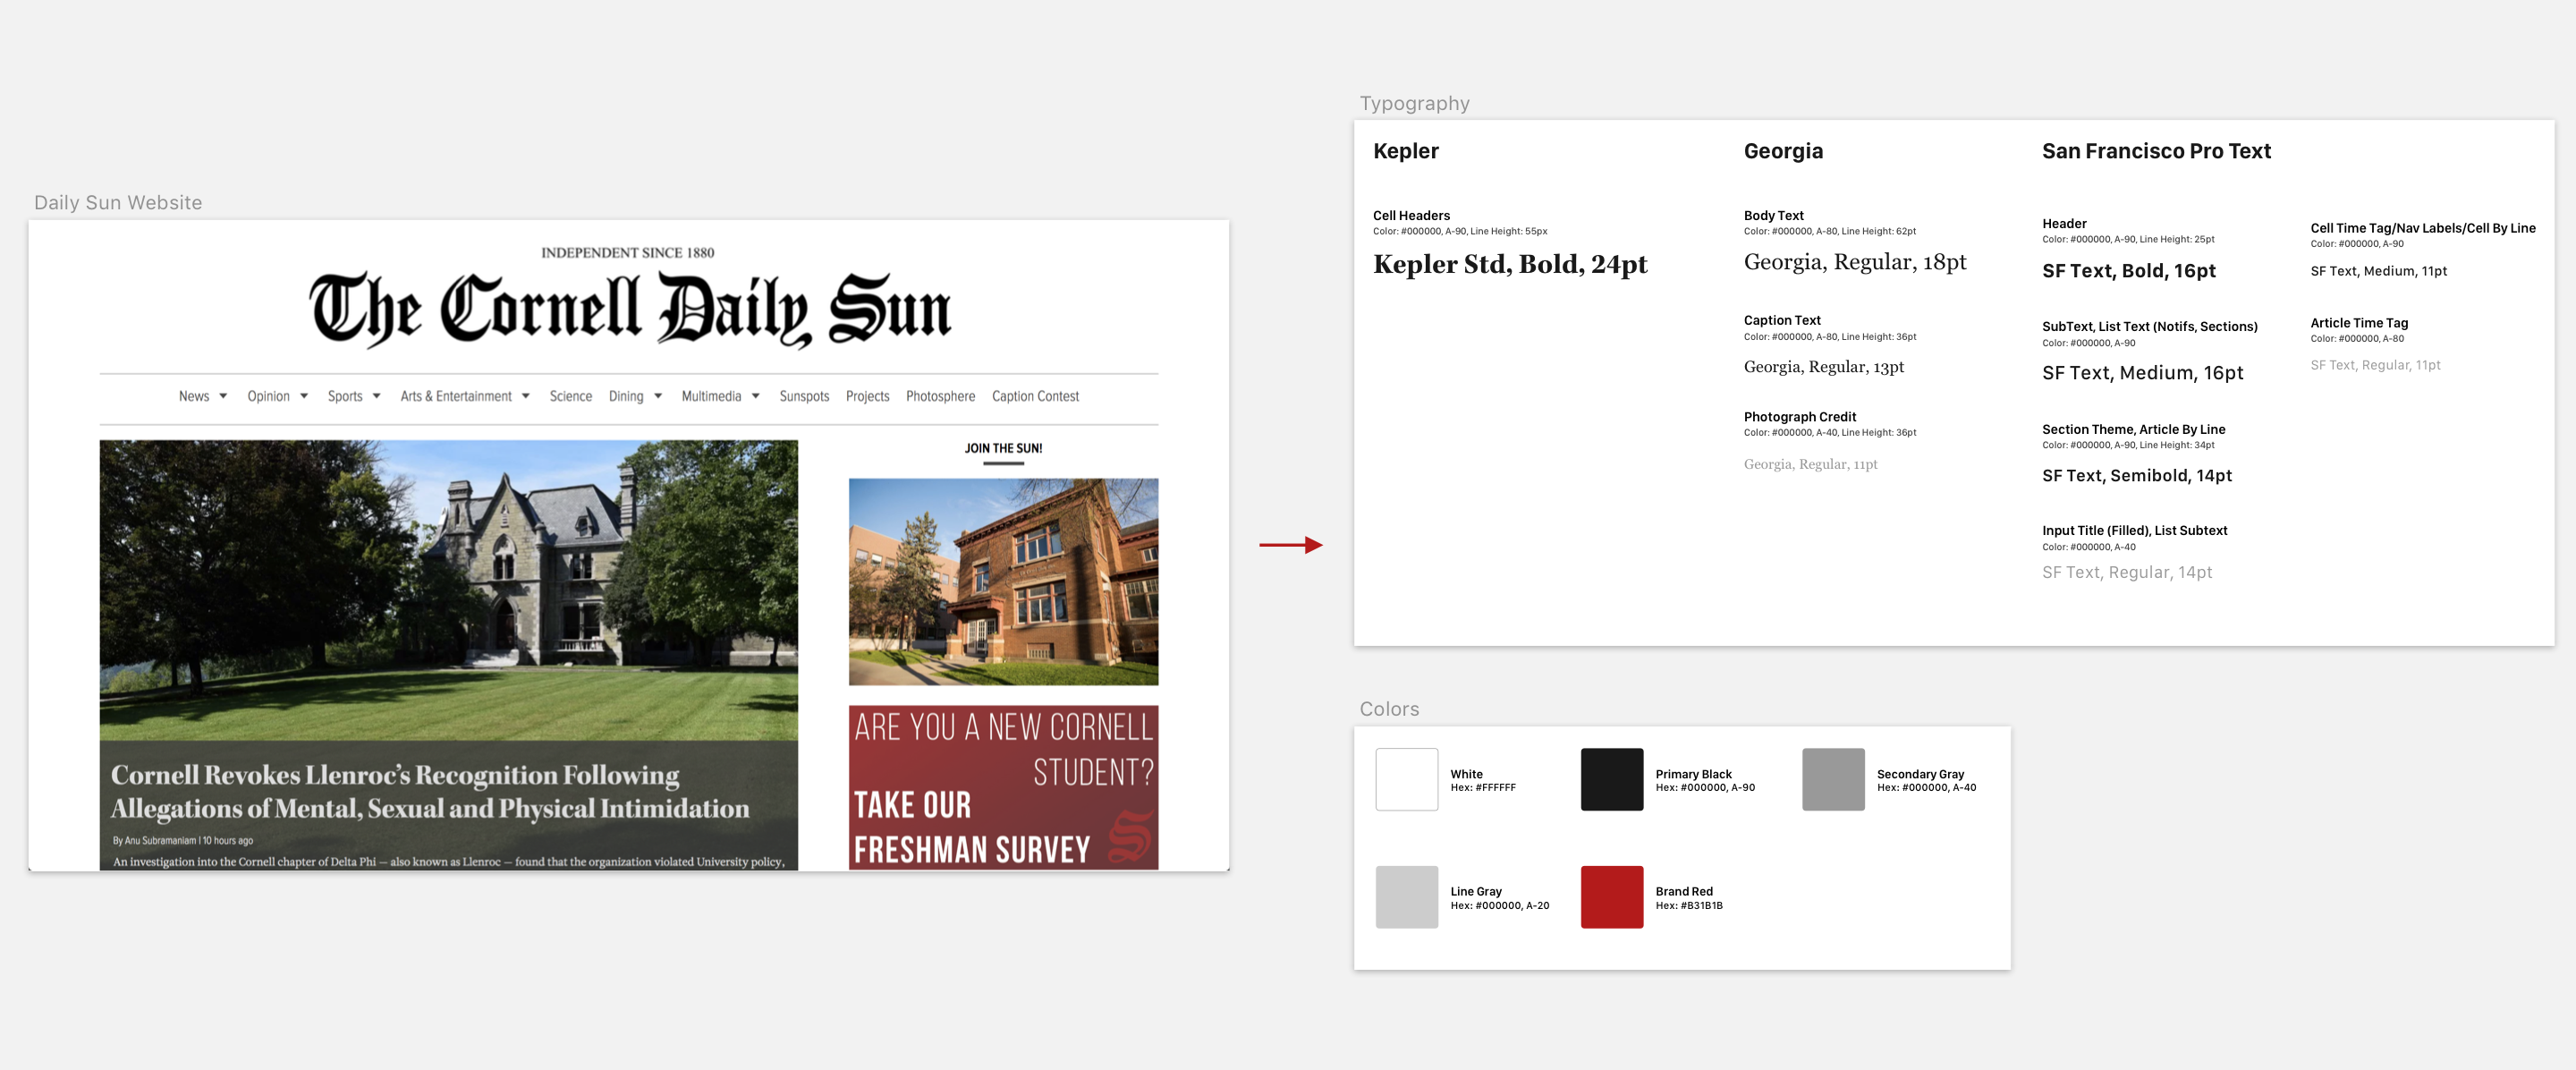 Daily Sun Website
INDEPENDENT SINCE 1880
The Cornell Daily Sun
News Opinion Sports Arts & Entertainment Science Dining Multimedia Sunspots Projects Photosphere Caption Contest
JOIN THE SUN!
Cornell Revokes Llenroc's Recognition Following
Allegations of Mental, Sexual and Physical Intimidation
By Anu Subramaniam | 10 hours ago
An investigation into the Cornell chapter of Delta Phi — also known as Llenroc — found that the organization violated University policy,
ARE YOU A NEW CORNELL
STUDENT?
TAKE OUR
FRESHMAN SURVEY
S
Typography
Kepler
Cell Headers
Color: #000000, A-90, Line Height: 55px
Kepler Std, Bold, 24pt
Georgia
Body Text
Color: #000000, A-80, Line Height: 62pt
Georgia, Regular, 18pt
Caption Text
Color: #000000, A-80, Line Height: 36pt
Georgia, Regular, 13pt
Photograph Credit
Color: #000000, A-40, Line Height: 36pt
Georgia, Regular, 11pt
San Francisco Pro Text
Header
Color: #000000, A-90, Line Height: 25pt
SF Text, Bold, 16pt
SubText, List Text (Notifs, Sections)
Color: #000000, A-90
SF Text, Medium, 16pt
Section Theme, Article By Line
Color: #000000, A-90, Line Height: 34pt
SF Text, Semibold, 14pt
Input Title (Filled), List Subtext
Color: #000000, A-40
SF Text, Regular, 14pt
Cell Time Tag/Nav Labels/Cell By Line
Color: #000000, A-90
SF Text, Medium, 11pt
Article Time Tag
Color: #000000, A-80
SF Text, Regular, 11pt
Colors
White
Hex: #FFFFFF
Primary Black
Hex: #000000, A-90
Secondary Gray
Hex: #000000, A-40
Line Gray
Hex: #000000, A-20
Brand Red
Hex: #B31B1B